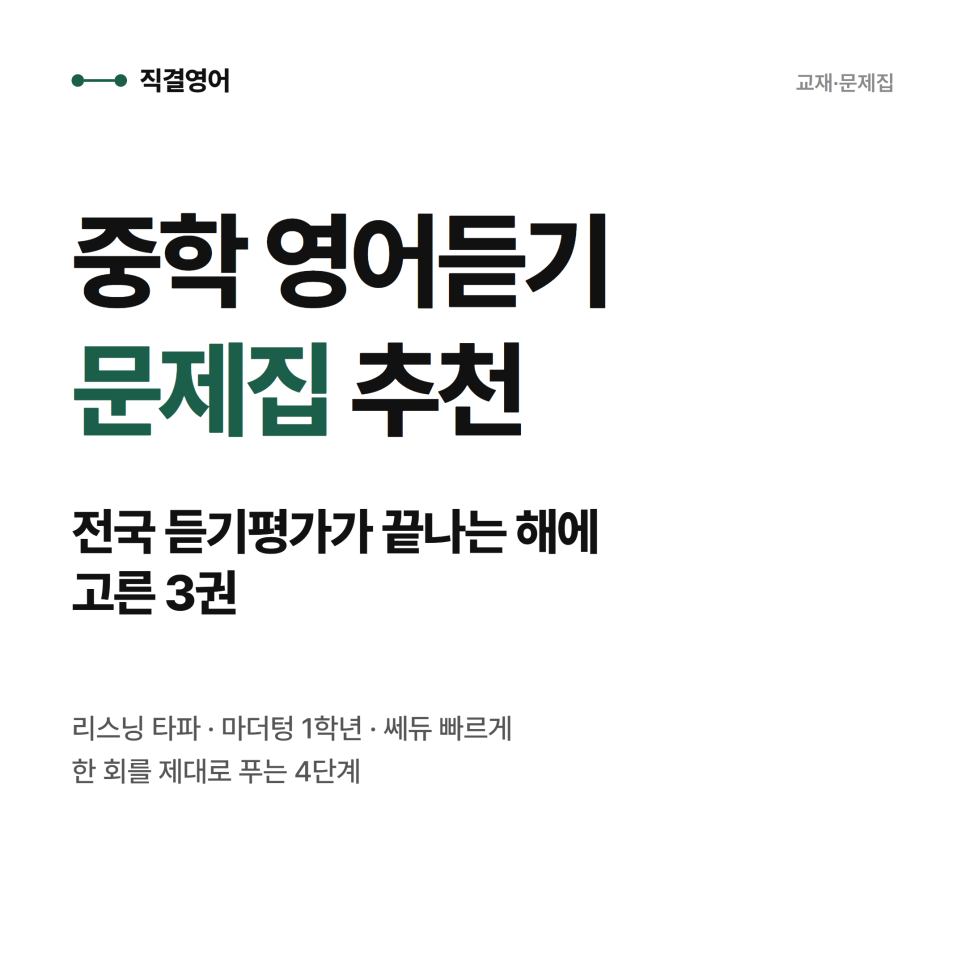 직결영어
교재·문제집
중학 영어듣기
문제집 추천
전국 듣기평가가 끝나는 해에
고른 3권
리스닝 타파 · 마더텅 1학년 · 쎄듀 빠르게
한 회를 제대로 푸는 4단계